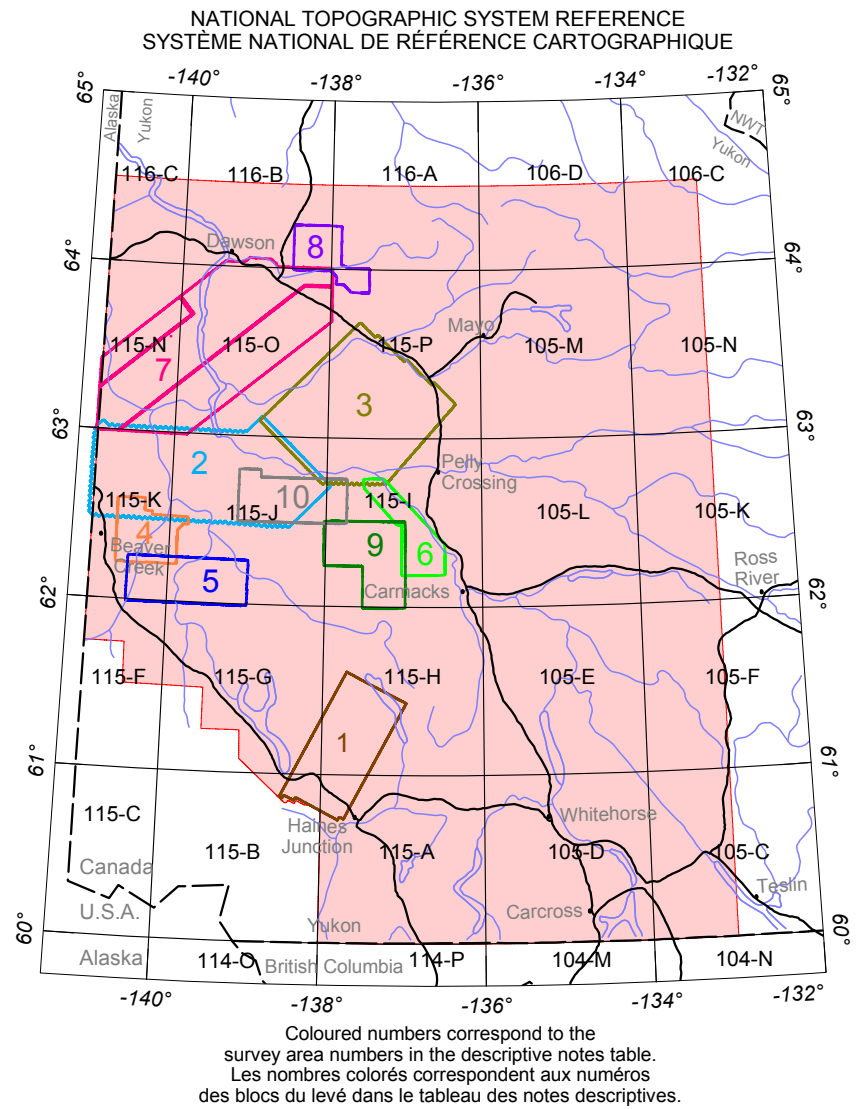 NATIONAL TOPOGRAPHIC SYSTEM REFERENCE
SYSTÈME NATIONAL DE RÉFÉRENCE CARTOGRAPHIQUE
-140° -138° -136° -134° -132°
65° 65°
Alaska
Yukon
NWT
Yukon
116-C 116-B 116-A 106-D 106-C
Dawson
8
64° 64°
Mayo
115-N 115-O 115-P 105-M 105-N
7
3
63° 63°
2
Pelly
Crossing
10
115-K 115-J 115-I 105-L 105-K
4
9
6
Beaver
Creek
5
Carmacks
Ross
River
62° 62°
115-F 115-G 115-H 105-E 105-F
1
61° 61°
115-C
Haines
Junction
Whitehorse
115-B 115-A 105-D 105-C
Canada
U.S.A.
Teslin
Carcross
Yukon
60° 60°
Alaska
British Columbia
114-O 114-P 104-M 104-N
-140° -138° -136° -134° -132°
Coloured numbers correspond to the
survey area numbers in the descriptive notes table.
Les nombres colorés correspondent aux numéros
des blocs du levé dans le tableau des notes descriptives.